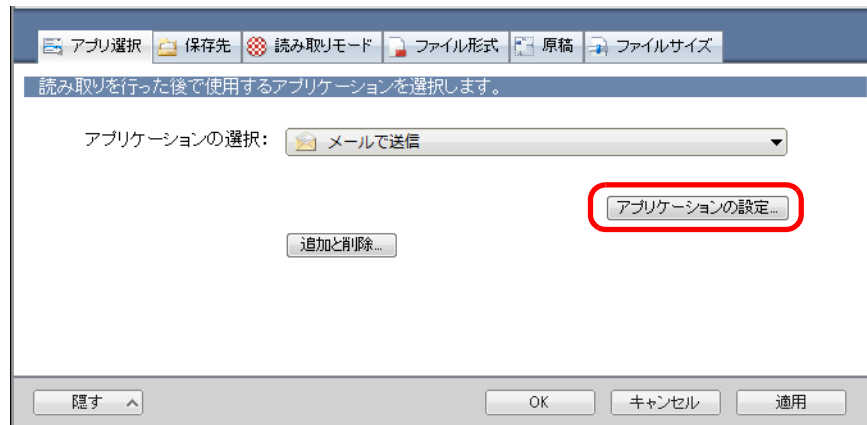 アプリ選択 保存先 読み取りモード ファイル形式 原稿 ファイルサイズ
読み取りを行った後で使用するアプリケーションを選択します。
アプリケーションの選択: メールで送信
アプリケーションの設定...
追加と削除...
隠す OK キャンセル 適用